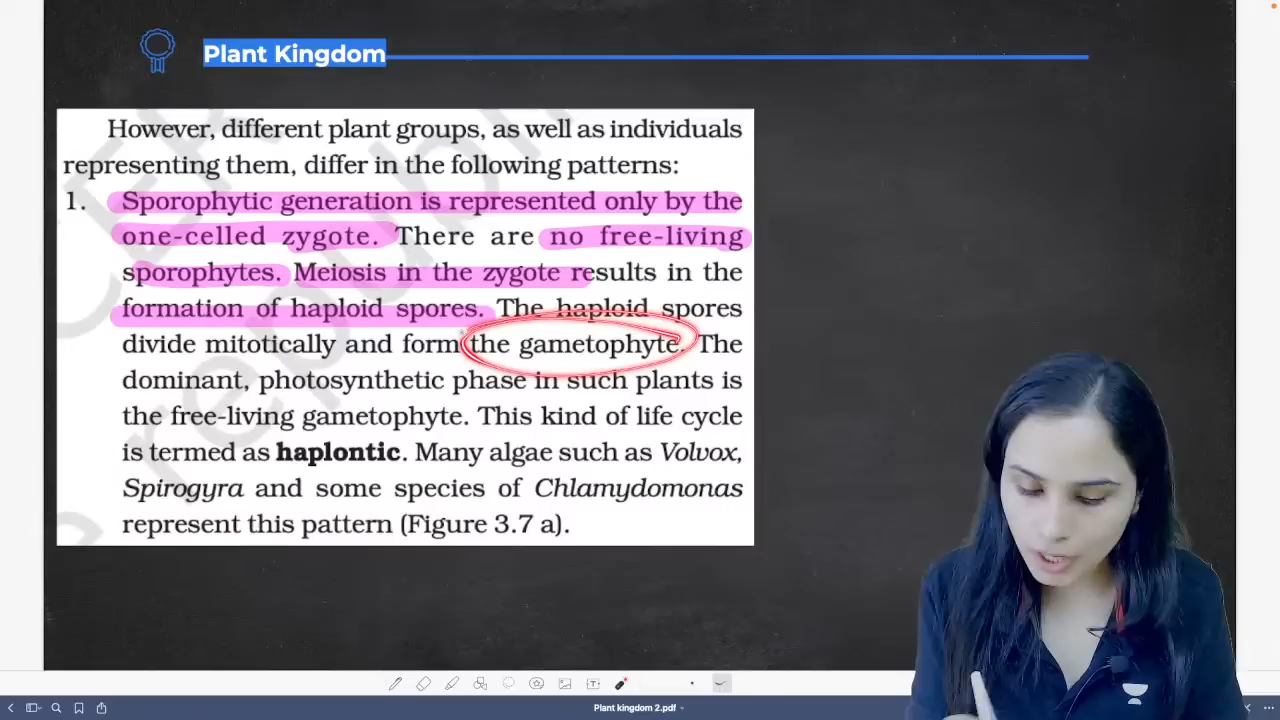 Plant Kingdom
However, different plant groups, as well as individuals
representing them, differ in the following patterns:
1. Sporophytic generation is represented only by the
one-celled zygote. There are no free-living
sporophytes. Meiosis in the zygote results in the
formation of haploid spores. The haploid spores
divide mitotically and form the gametophyte. The
dominant, photosynthetic phase in such plants is
the free-living gametophyte. This kind of life cycle
is termed as haplontic. Many algae such as Volvox,
Spirogyra and some species of Chlamydomonas
represent this pattern (Figure 3.7 a).
Plant kingdom 2.pdf